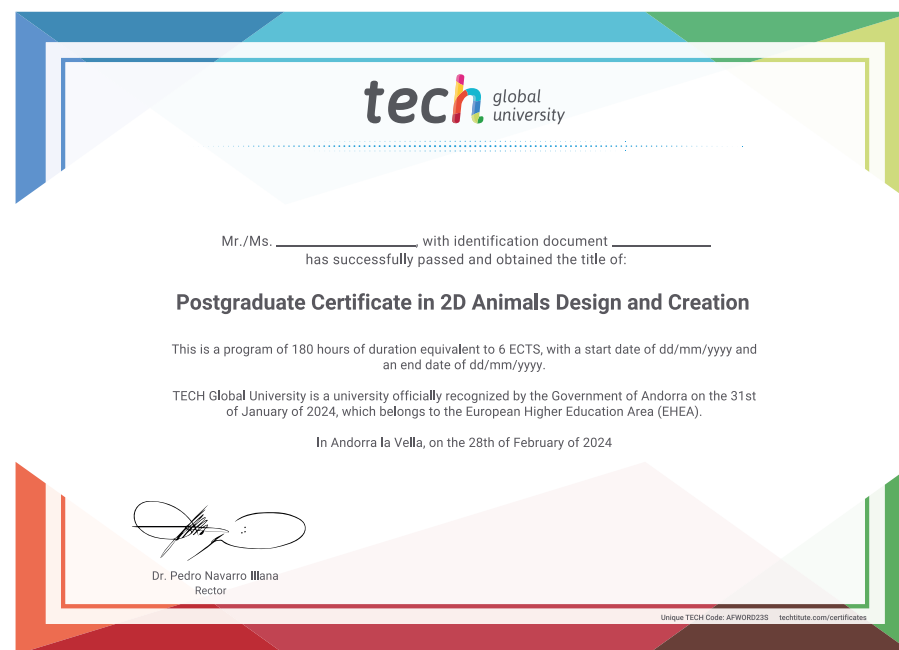 tech global university
Mr./Ms. ____________, with identification document ____________
has successfully passed and obtained the title of:
Postgraduate Certificate in 2D Animals Design and Creation
This is a program of 180 hours of duration equivalent to 6 ECTS, with a start date of dd/mm/yyyy and
an end date of dd/mm/yyyy.
TECH Global University is a university officially recognized by the Government of Andorra on the 31st
of January of 2024, which belongs to the European Higher Education Area (EHEA).
In Andorra la Vella, on the 28th of February of 2024
Dr. Pedro Navarro Illana
Rector
Unique TECH Code: AFWORD23S techtitute.com/certificates